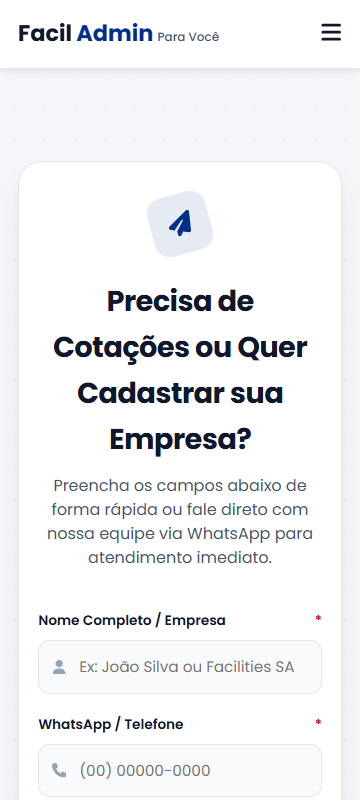 Facil Admin Para Você
Precisa de
Cotações ou Quer
Cadastrar sua
Empresa?
Preencha os campos abaixo de
forma rápida ou fale direto com
nossa equipe via WhatsApp para
atendimento imediato.
Nome Completo / Empresa *
Ex: João Silva ou Facilities SA
WhatsApp / Telefone *
(00) 00000-0000